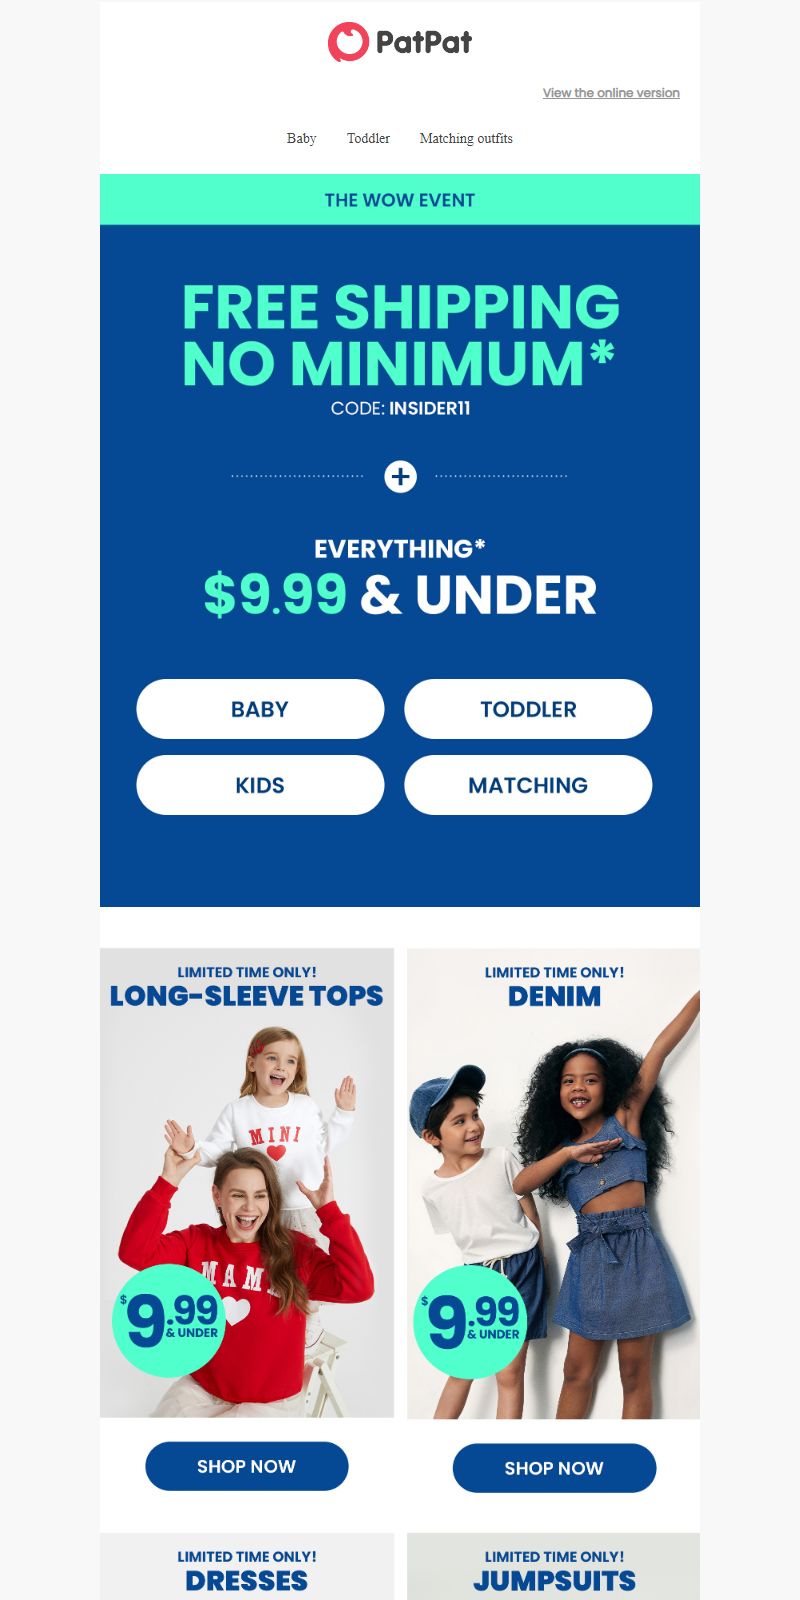 PatPat
View the online version
Baby Toddler Matching outfits
THE WOW EVENT
FREE SHIPPING
NO MINIMUM*
CODE: INSIDER11
+
EVERYTHING*
$9.99 & UNDER
BABY
TODDLER
KIDS
MATCHING
LIMITED TIME ONLY!
LONG-SLEEVE TOPS
MINI
MAM
$9.99
& UNDER
SHOP NOW
LIMITED TIME ONLY!
DENIM
$9.99
& UNDER
SHOP NOW
LIMITED TIME ONLY!
DRESSES
LIMITED TIME ONLY!
JUMPSUITS